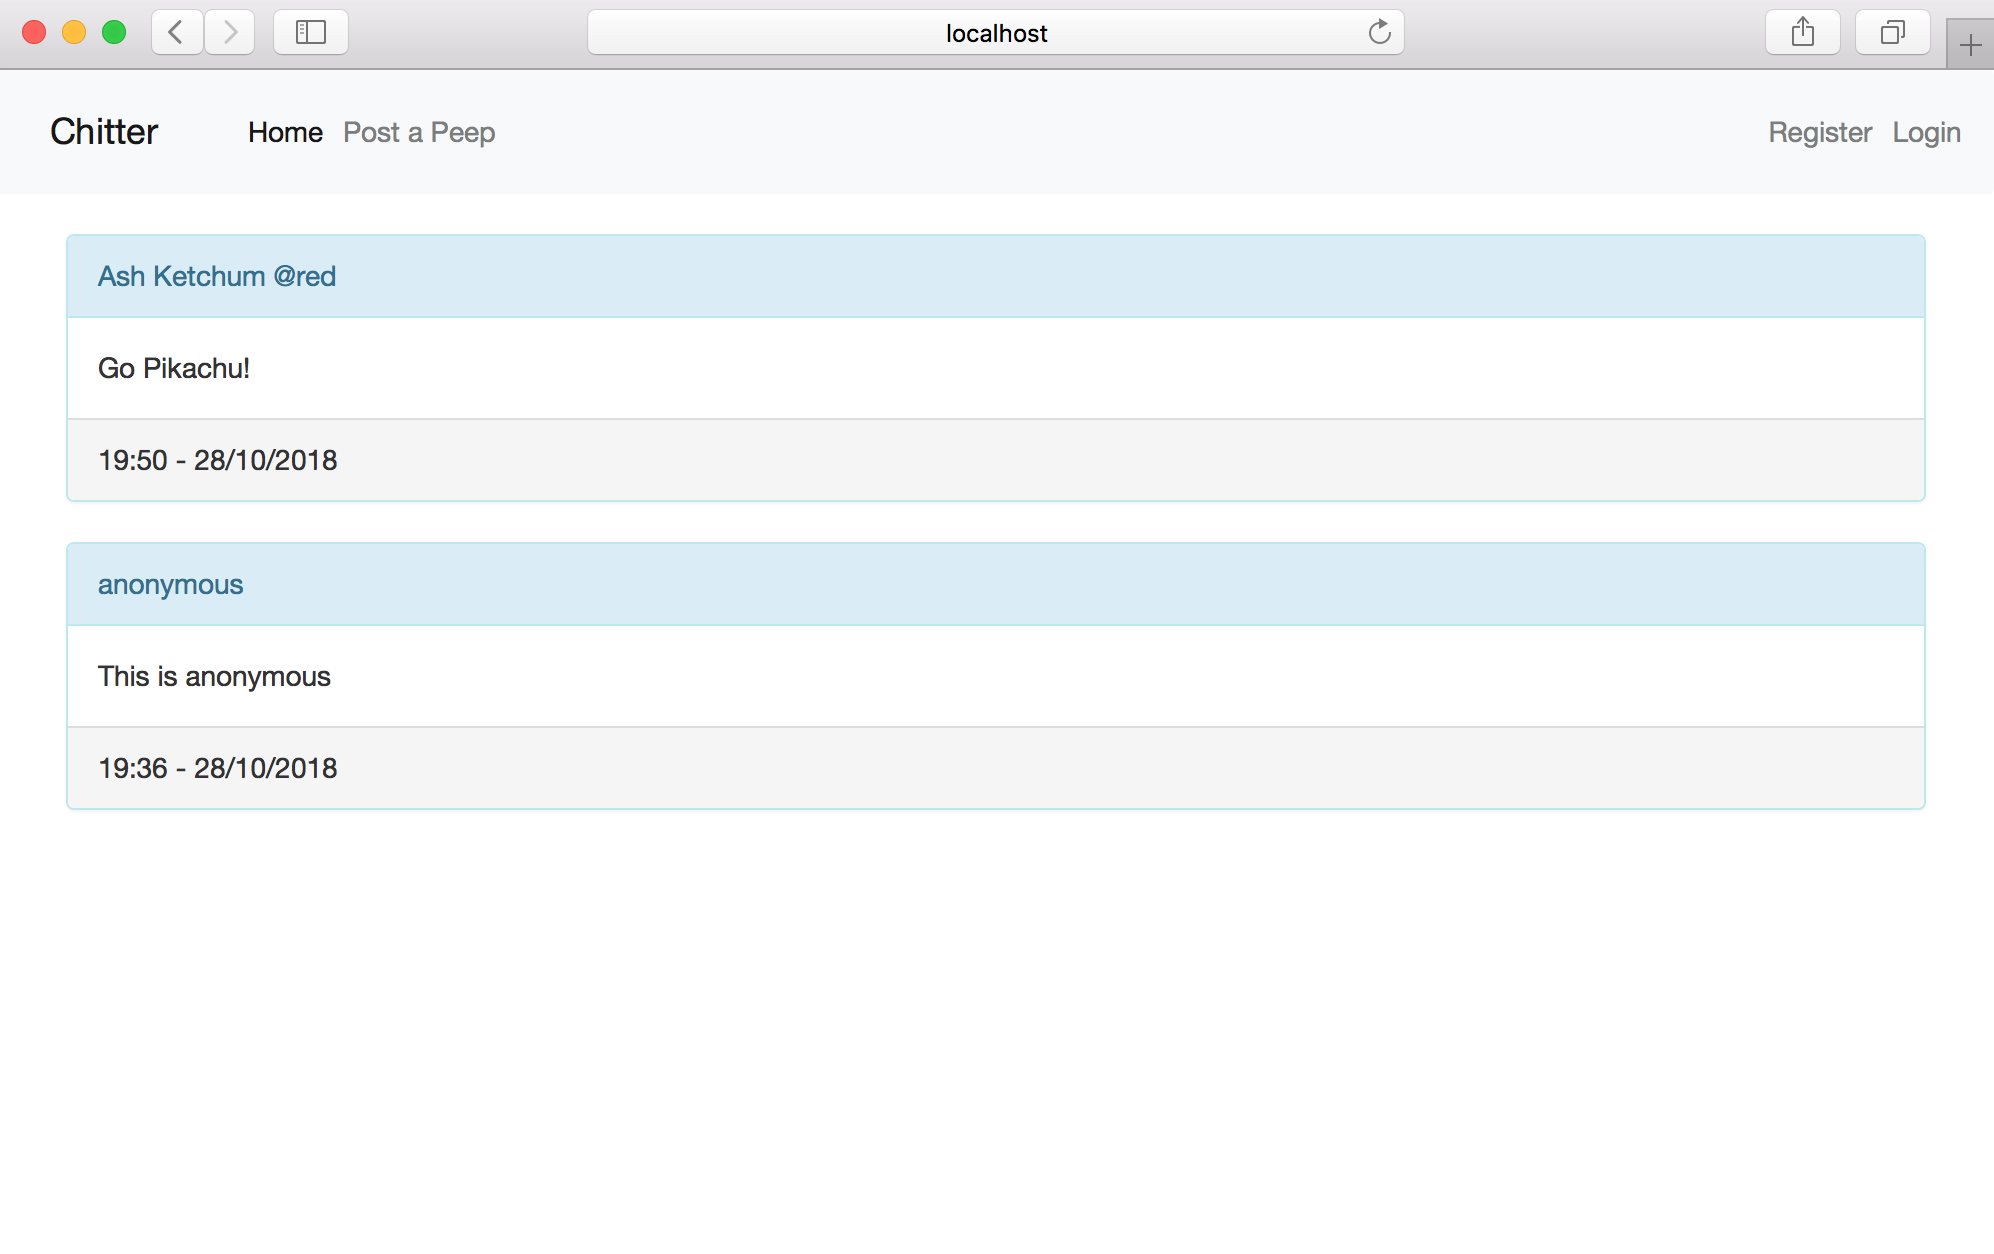 localhost
Chitter Home Post a Peep Register Login
Ash Ketchum @red
Go Pikachu!
19:50 - 28/10/2018
anonymous
This is anonymous
19:36 - 28/10/2018